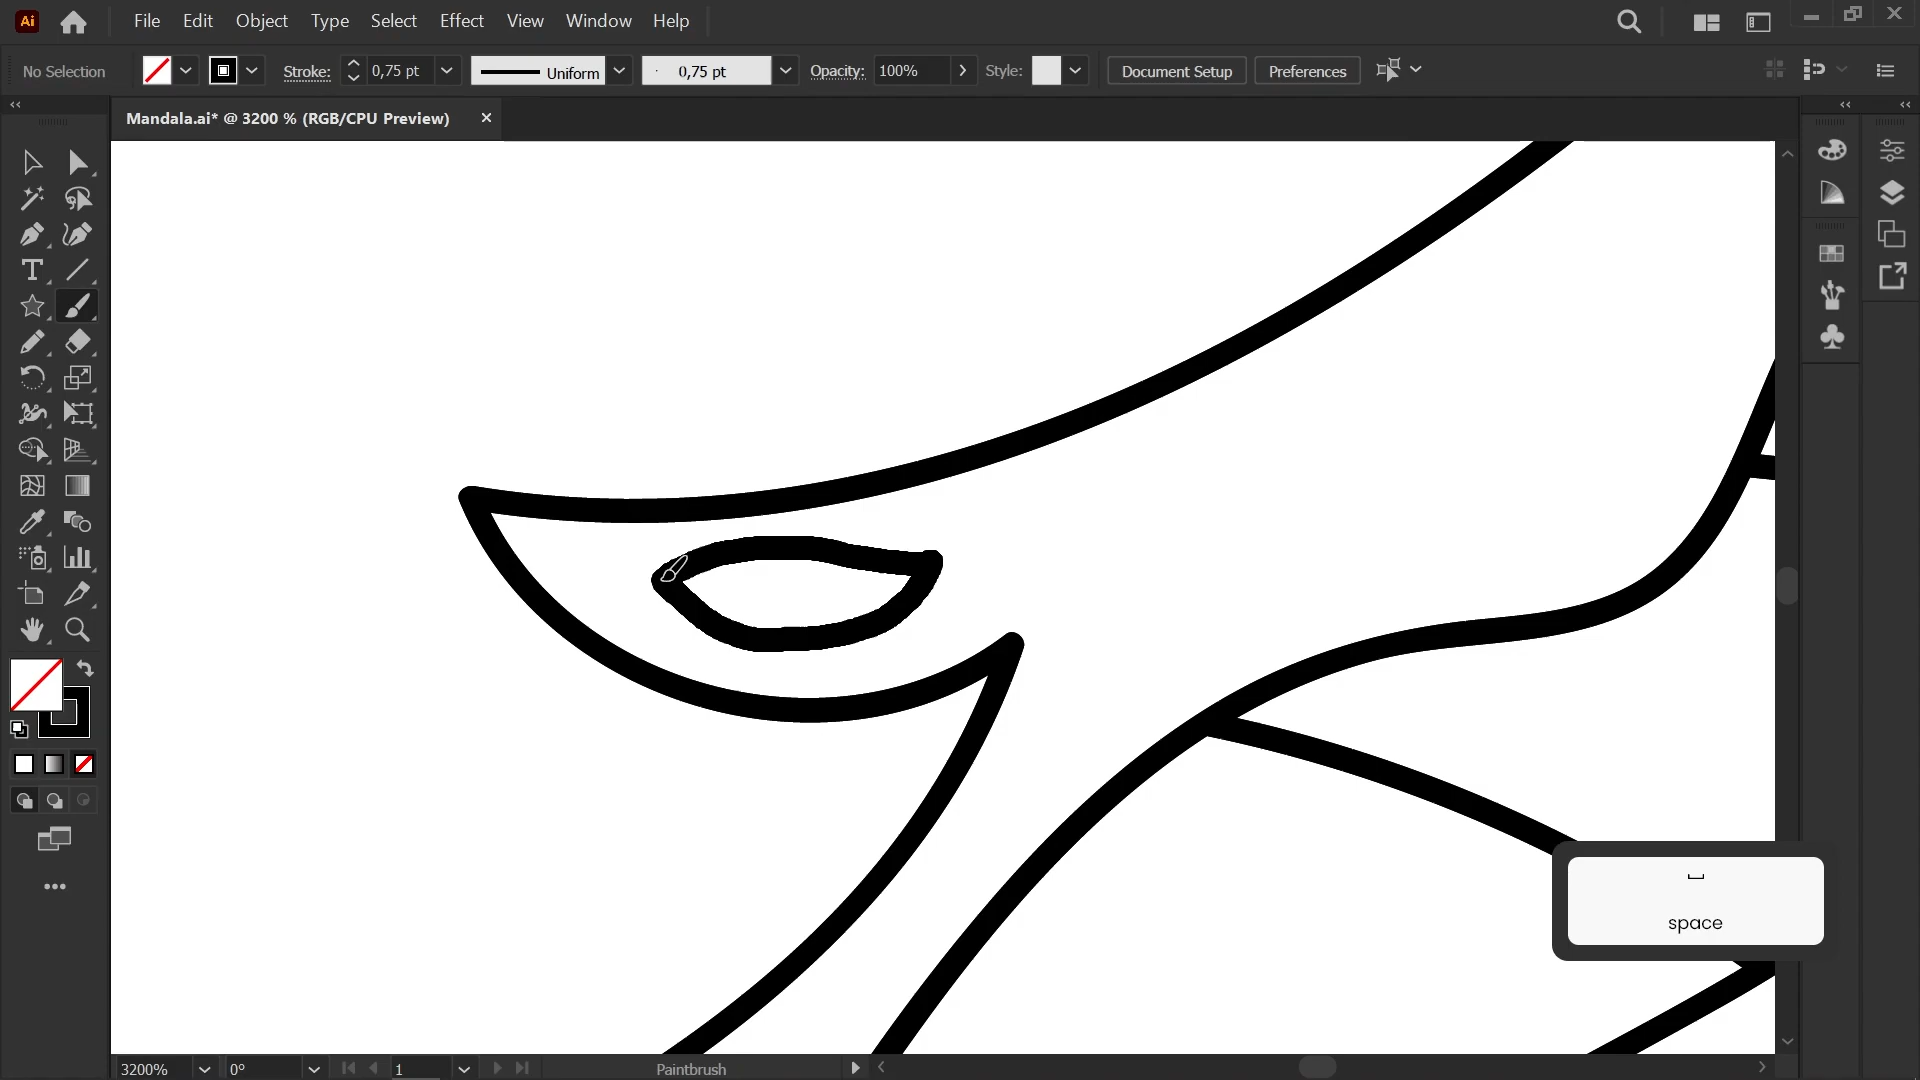 Ai File Edit Object Type Select Effect View Window Help
No Selection Stroke: 0,75 pt Uniform 0,75 pt Opacity: 100% Style: Document Setup Preferences
Mandala.ai* @ 3200 % (RGB/CPU Preview)
space
3200% 0° 1 Paintbrush